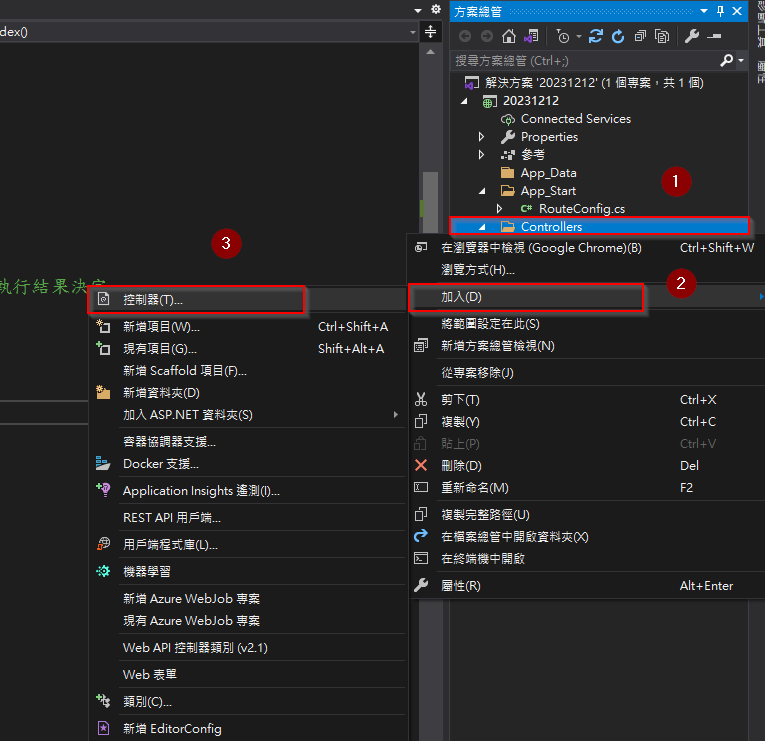 dex()
方案總管
搜尋方案總管 (Ctrl+;)
解決方案 '20231212' (1 個專案，共 1 個)
20231212
Connected Services
Properties
參考
App_Data
App_Start
1
C# RouteConfig.cs
Controllers
3
執行結果決定
在瀏覽器中檢視 (Google Chrome)(B) Ctrl+Shift+W
瀏覽方式(H)...
2
加入(D)
將範圍設定在此(S)
新增方案總管檢視(N)
從專案移除(J)
剪下(T) Ctrl+X
複製(Y) Ctrl+C
貼上(P) Ctrl+V
刪除(D) Del
重新命名(M) F2
複製完整路徑(U)
在檔案總管中開啟資料夾(X)
在終端機中開啟
屬性(R) Alt+Enter
控制器(T)...
新增項目(W)... Ctrl+Shift+A
現有項目(G)... Shift+Alt+A
新增 Scaffold 項目(F)...
新增資料夾(D)
加入 ASP.NET 資料夾(S)
容器協調器支援...
Docker 支援...
Application Insights 遙測(I)...
REST API 用戶端...
用戶端程式庫(L)...
機器學習
新增 Azure WebJob 專案
現有 Azure WebJob 專案
Web API 控制器類別 (v2.1)
Web 表單
類別(C)...
新增 EditorConfig